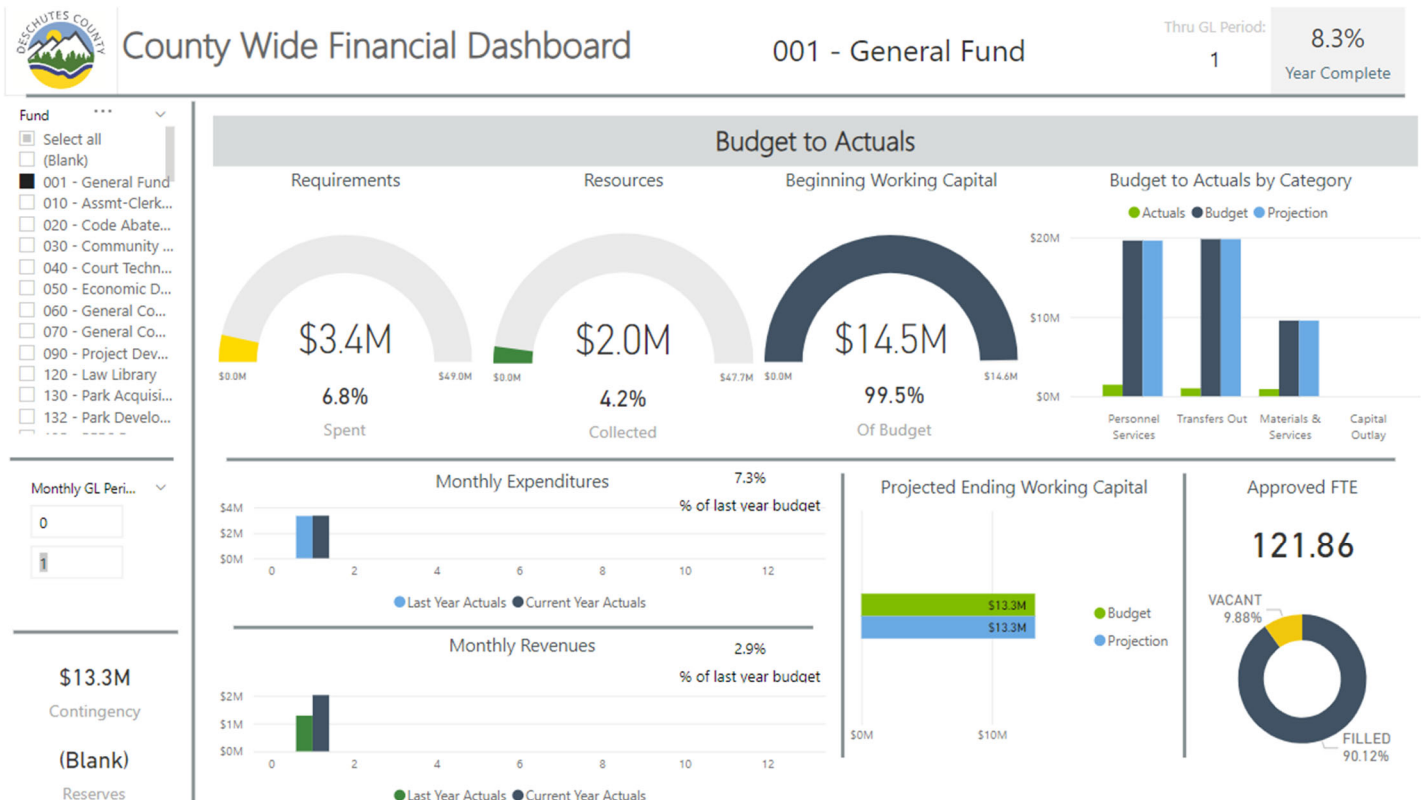 DESCHUTES COUNTY
County Wide Financial Dashboard
001 - General Fund
Thru GL Period:
1
8.3%
Year Complete
Fund
Select all
(Blank)
001 - General Fund
010 - Assmt-Clerk...
020 - Code Abate...
030 - Community ...
040 - Court Techn...
050 - Economic D...
060 - General Co...
070 - General Co...
090 - Project Dev...
120 - Law Library
130 - Park Acquisi...
132 - Park Develo...
Monthly GL Peri...
0
1
$13.3M
Contingency
(Blank)
Reserves
Budget to Actuals
Requirements
$3.4M
$0.0M
$49.0M
6.8%
Spent
Resources
$2.0M
$0.0M
$47.7M
4.2%
Collected
Beginning Working Capital
$14.5M
$0.0M
$14.6M
99.5%
Of Budget
Budget to Actuals by Category
Actuals Budget Projection
$20M
$10M
$0M
Personnel Services
Transfers Out
Materials & Services
Capital Outlay
Monthly Expenditures
7.3%
% of last year budget
$4M
$2M
$0M
0 2 4 6 8 10 12
Last Year Actuals Current Year Actuals
Monthly Revenues
2.9%
% of last year budget
$2M
$1M
$0M
0 2 4 6 8 10 12
Last Year Actuals Current Year Actuals
Projected Ending Working Capital
$13.3M
$13.3M
Budget
Projection
$0M
$10M
Approved FTE
121.86
VACANT
9.88%
FILLED
90.12%